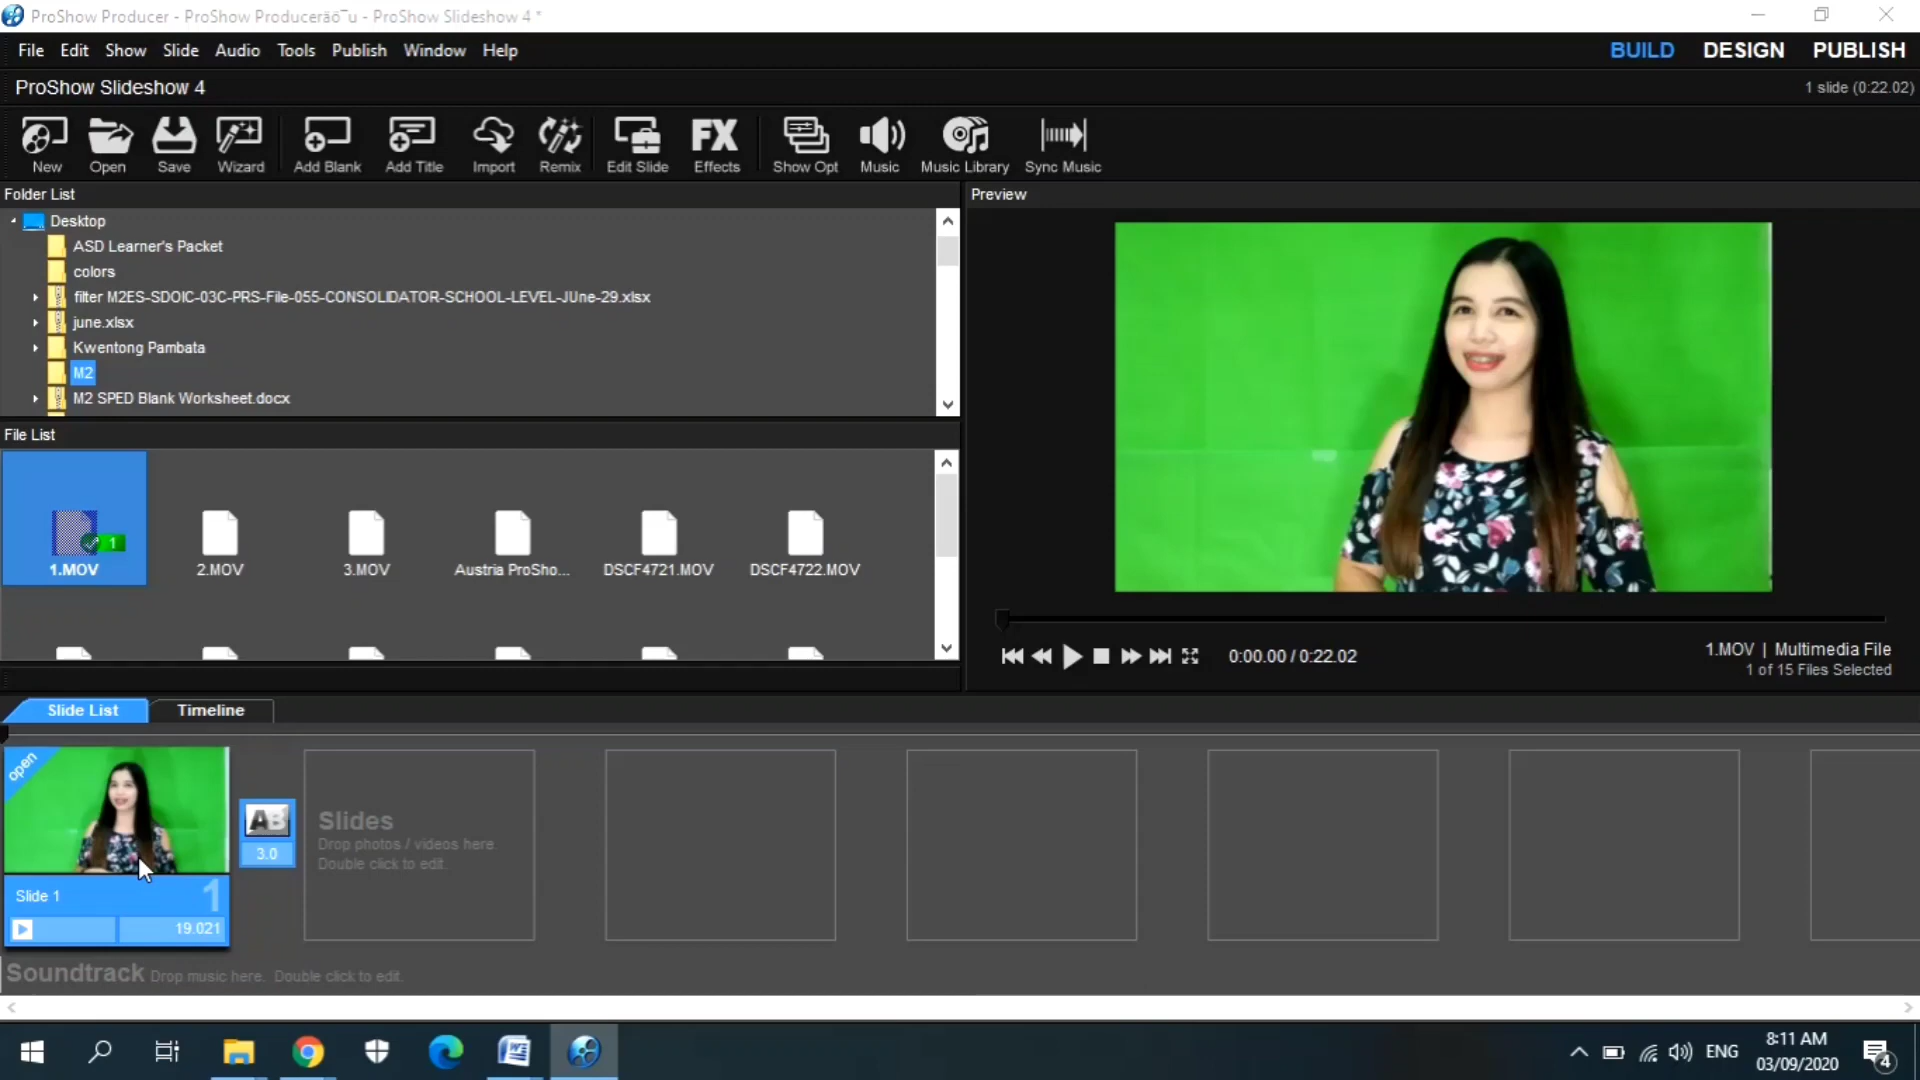 ProShow Producer - ProShow Produceräö¯u - ProShow Slideshow 4 *
File Edit Show Slide Audio Tools Publish Window Help
BUILD DESIGN PUBLISH
ProShow Slideshow 4
1 slide (0:22.02)
New Open Save Wizard Add Blank Add Title Import Remix Edit Slide Effects Show Opt Music Music Library Sync Music
FX
Folder List
Preview
Desktop
ASD Learner's Packet
colors
filter M2ES-SDOIC-03C-PRS-File-055-CONSOLIDATOR-SCHOOL-LEVEL-JUne-29.xlsx
june.xlsx
Kwentong Pambata
M2
M2 SPED Blank Worksheet.docx
File List
1
1.MOV 2.MOV 3.MOV Austria ProSho... DSCF4721.MOV DSCF4722.MOV
0:00.00 / 0:22.02
1.MOV | Multimedia File
1 of 15 Files Selected
Slide List Timeline
open
AB
3.0
Slides
Drop photos / videos here.
Double click to edit.
Slide 1
1
19.021
Soundtrack Drop music here. Double click to edit.
ENG
8:11 AM
03/09/2020
4